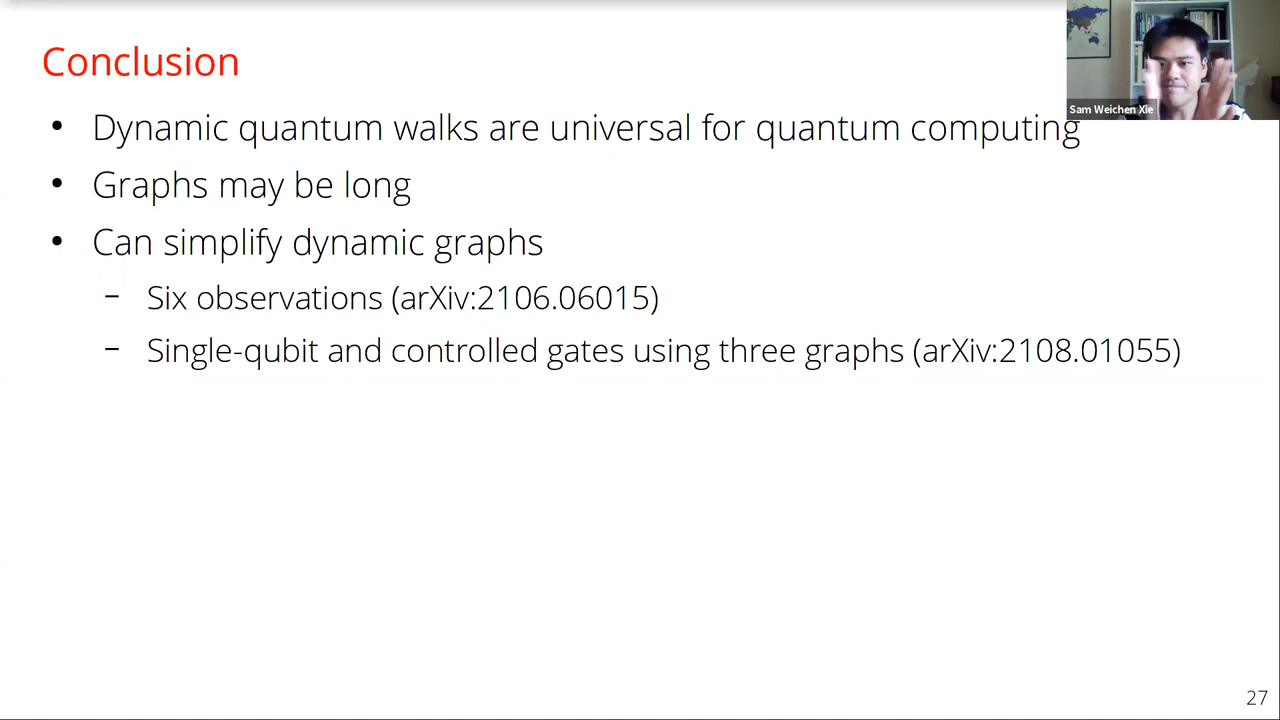 Conclusion
Sam Weichen Xie
• Dynamic quantum walks are universal for quantum computing
• Graphs may be long
• Can simplify dynamic graphs
– Six observations (arXiv:2106.06015)
– Single-qubit and controlled gates using three graphs (arXiv:2108.01055)
27